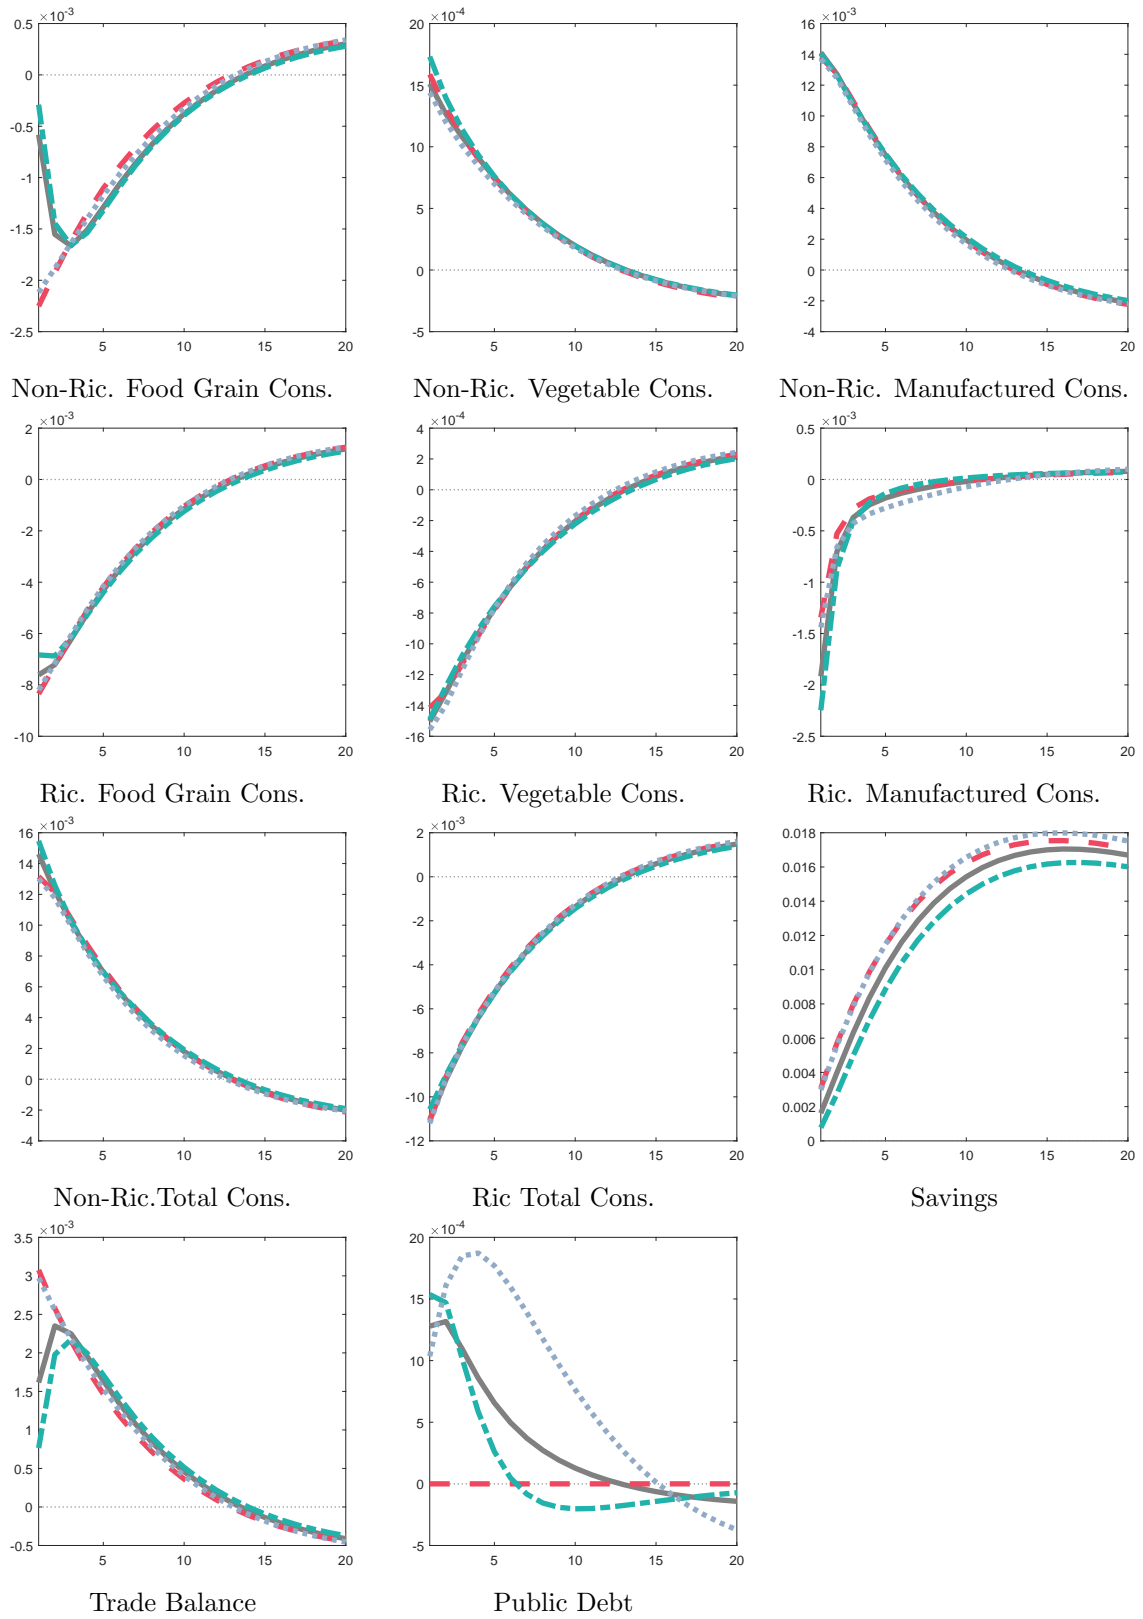 ×10⁻³ ×10⁻⁴ ×10⁻³
0.5 20 16
0 15 14
-0.5 10 12
-1 5 10
-1.5 0 8
-2 -5 6
-2.5 4
2
0
-2
-4
5 10 15 20 5 10 15 20 5 10 15 20
Non-Ric. Food Grain Cons. Non-Ric. Vegetable Cons. Non-Ric. Manufactured Cons.
×10⁻³ ×10⁻⁴ ×10⁻³
2 4 0.5
0 2 0
-2 0 -0.5
-4 -2 -1
-6 -4 -1.5
-8 -6 -2
-10 -8 -2.5
-10
-12
-14
-16
5 10 15 20 5 10 15 20 5 10 15 20
Ric. Food Grain Cons. Ric. Vegetable Cons. Ric. Manufactured Cons.
×10⁻³ ×10⁻³
16 2 0.018
14 0 0.016
12 -2 0.014
10 -4 0.012
8 -6 0.01
6 -8 0.008
4 -10 0.006
2 -12 0.004
0 0.002
-2 0
-4
5 10 15 20 5 10 15 20 5 10 15 20
Non-Ric.Total Cons. Ric Total Cons. Savings
×10⁻³ ×10⁻⁴
3.5 20
3 15
2.5 10
2 5
1.5 0
1 -5
0.5
0
-0.5
5 10 15 20 5 10 15 20
Trade Balance Public Debt